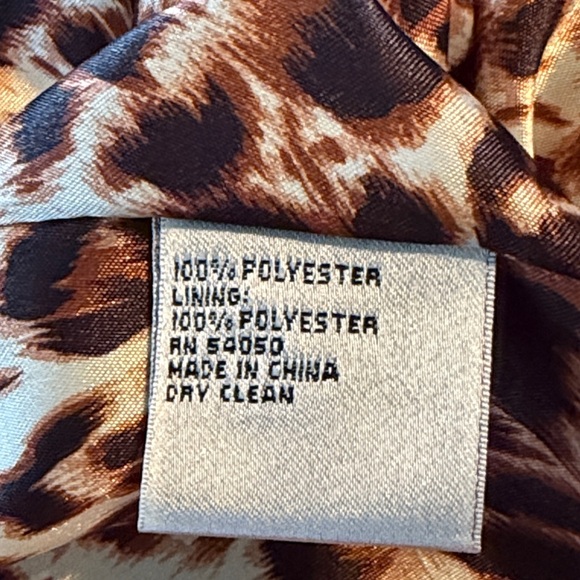 100% POLYESTER
LINING:
100% POLYESTER
RN 54050
MADE IN CHINA
DRY CLEAN